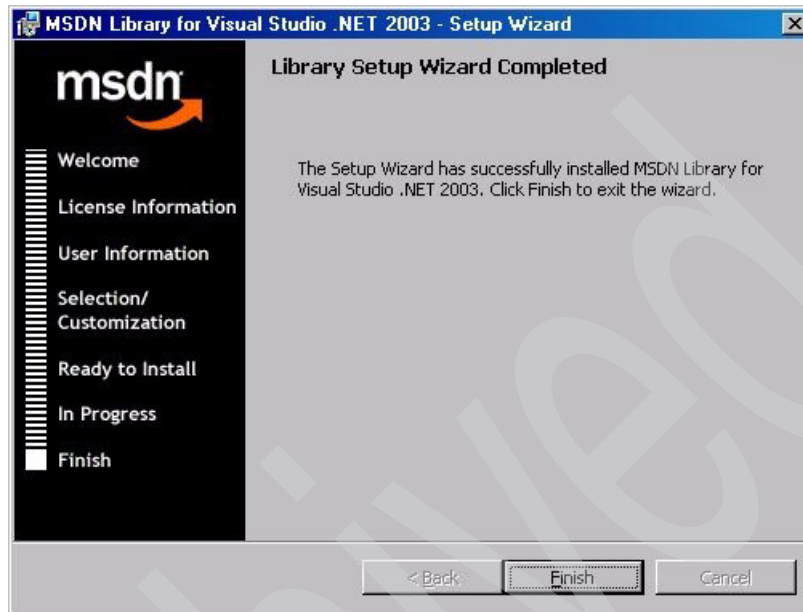 MSDN Library for Visual Studio .NET 2003 - Setup Wizard
msdn
Library Setup Wizard Completed
Welcome
License Information
User Information
Selection/
Customization
Ready to Install
In Progress
Finish
The Setup Wizard has successfully installed MSDN Library for
Visual Studio .NET 2003. Click Finish to exit the wizard.
< Back
Finish
Cancel